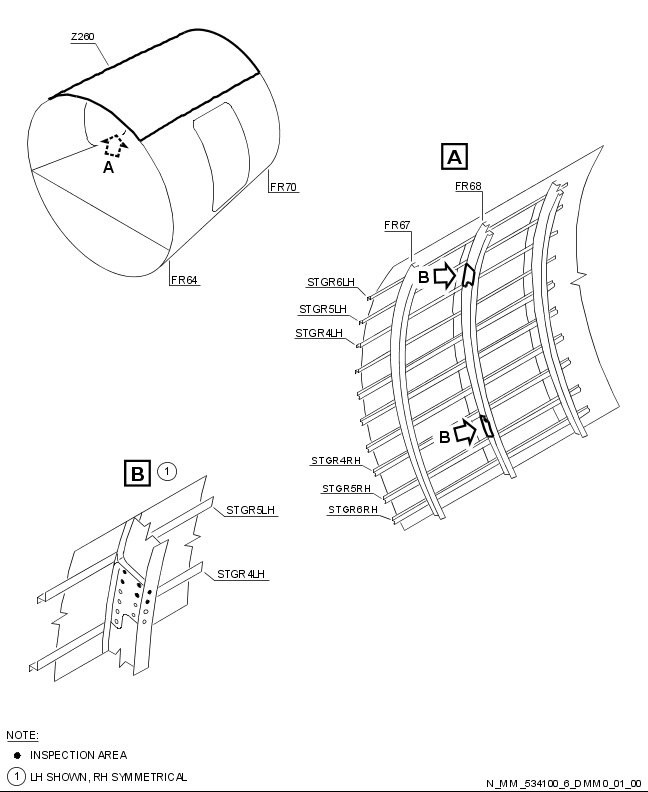 Z260
A
FR70
FR64
A
FR68
FR67
B
STGR6LH
STGR5LH
STGR4LH
B
STGR4RH
STGR5RH
STGR6RH
B 1
STGR5LH
STGR4LH
NOTE:
INSPECTION AREA
1 LH SHOWN, RH SYMMETRICAL
N_MM_534100_6_DMM0_01_00